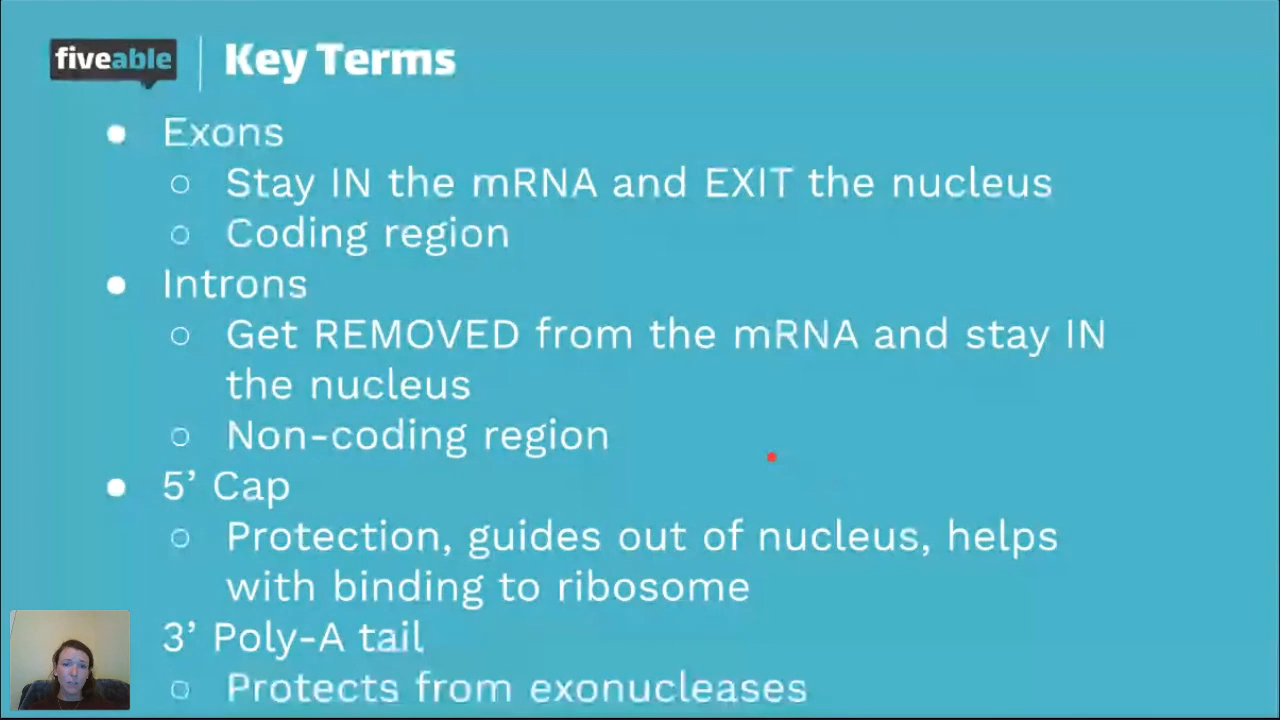 fiveable
Key Terms
● Exons
○ Stay IN the mRNA and EXIT the nucleus
○ Coding region
● Introns
○ Get REMOVED from the mRNA and stay IN
the nucleus
○ Non-coding region
● 5’ Cap
○ Protection, guides out of nucleus, helps
with binding to ribosome
3’ Poly-A tail
○ Protects from exonucleases